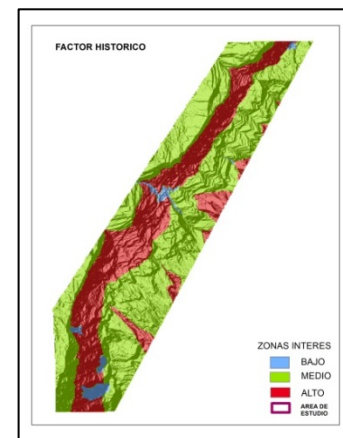 FACTOR HISTORICO
ZONAS INTERES
BAJO
MEDIO
ALTO
AREA DE
ESTUDIO